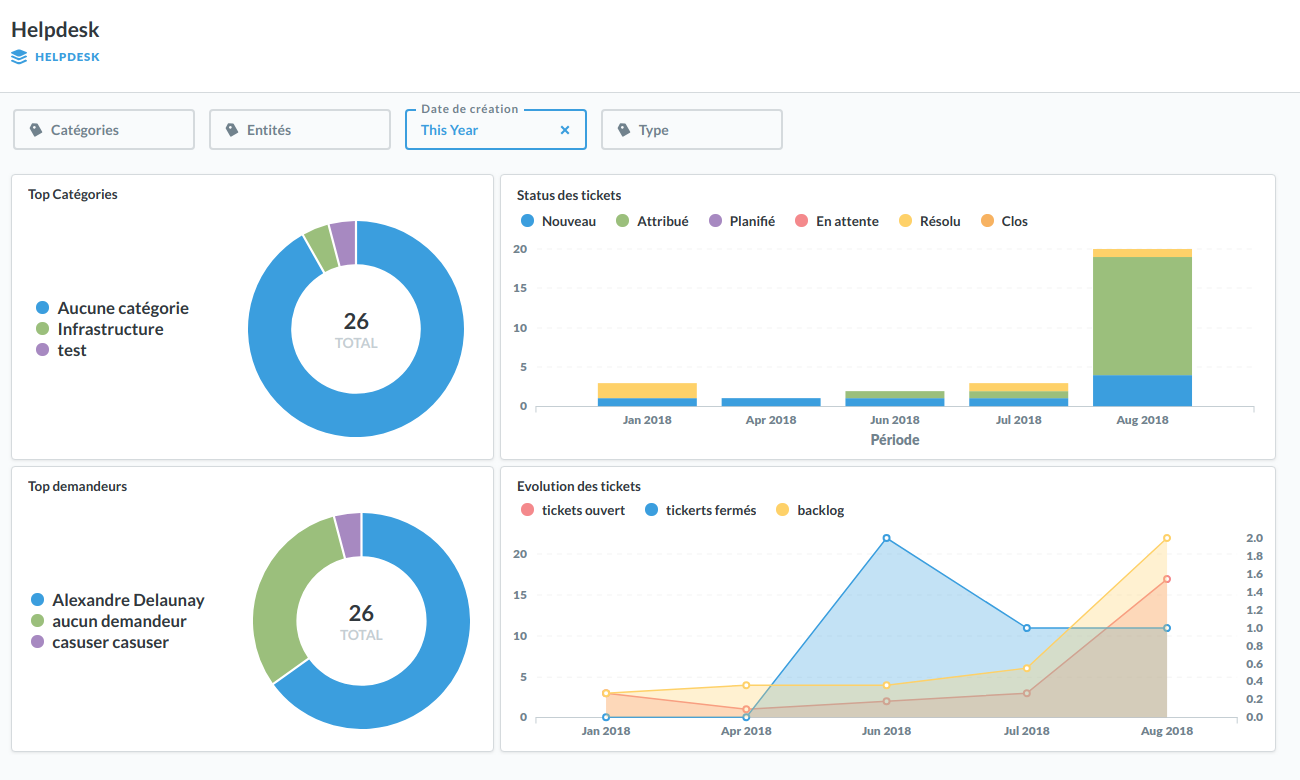 Helpdesk
HELPDESK
Catégories
Entités
Date de création
This Year
Type
Top Catégories
Aucune catégorie
Infrastructure
test
26
TOTAL
Status des tickets
Nouveau Attribué Planifié En attente Résolu Clos
20
15
10
5
0
Jan 2018 Apr 2018 Jun 2018 Jul 2018 Aug 2018
Période
Top demandeurs
Alexandre Delaunay
aucun demandeur
casuser casuser
26
TOTAL
Evolution des tickets
tickets ouvert tickerts fermés backlog
20
15
10
5
0
2.0
1.8
1.6
1.4
1.2
1.0
0.8
0.6
0.4
0.2
0.0
Jan 2018 Apr 2018 Jun 2018 Jul 2018 Aug 2018